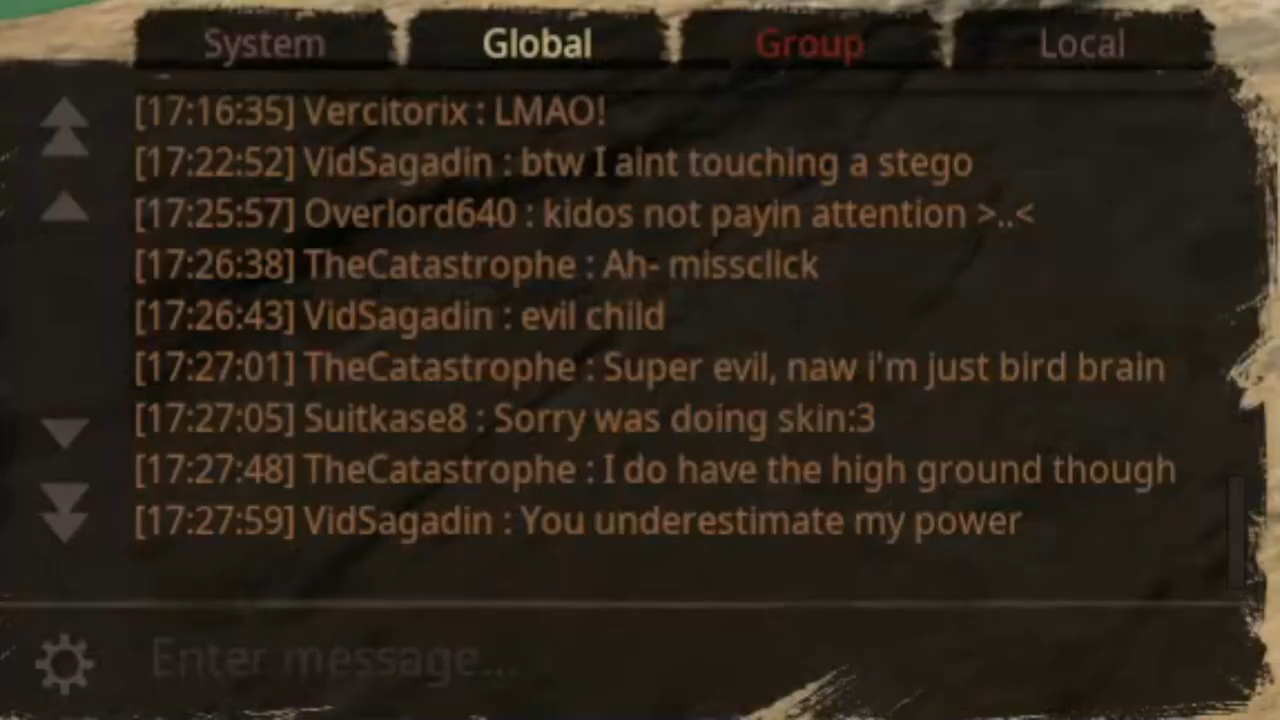 System Global Group Local
[17:16:35] Vercitorix : LMAO!
[17:22:52] VidSagadin : btw I aint touching a stego
[17:25:57] Overlord640 : kidos not payin attention >..<
[17:26:38] TheCatastrophe : Ah- missclick
[17:26:43] VidSagadin : evil child
[17:27:01] TheCatastrophe : Super evil, naw i'm just bird brain
[17:27:05] Suitkase8 : Sorry was doing skin:3
[17:27:48] TheCatastrophe : I do have the high ground though
[17:27:59] VidSagadin : You underestimate my power
Enter message...